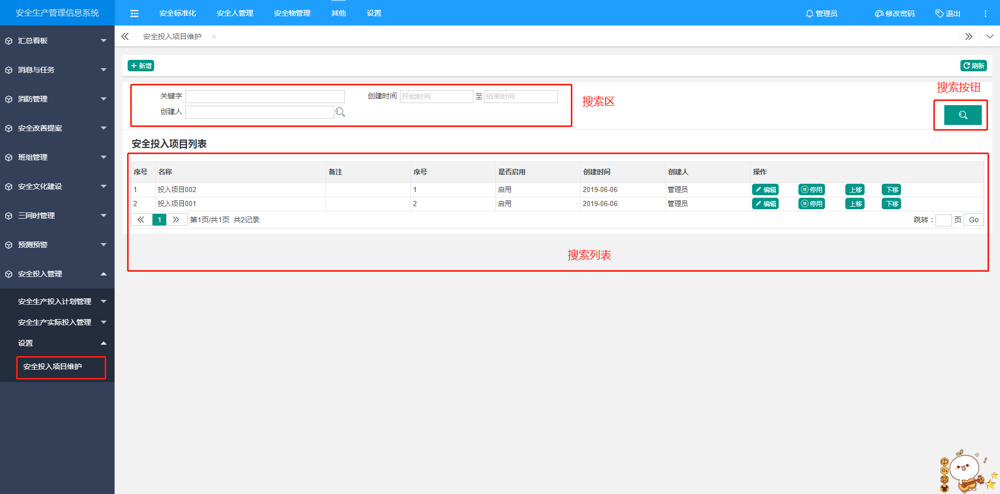 安全生产管理信息系统
安全标准化 安全人管理 安全物管理 其他 设置
管理员 修改密码 退出
汇总看板
消息与任务
消防管理
安全改善提案
班组管理
安全文化建设
三同时管理
预测预警
安全投入管理
安全生产投入计划管理
安全生产实际投入管理
设置
安全投入项目维护
安全投入项目维护 ×
新增
刷新
关键字 创建时间 开始时间 至 结束时间
创建人
搜索区
搜索按钮
安全投入项目列表
序号 名称 备注 序号 是否启用 创建时间 创建人 操作
1 投入项目002 1 启用 2019-06-06 管理员 编辑 停用 上移 下移
2 投入项目001 2 启用 2019-06-06 管理员 编辑 停用 上移 下移
1 第1页/共1页 共2记录
跳转： 页 Go
搜索列表
中
简